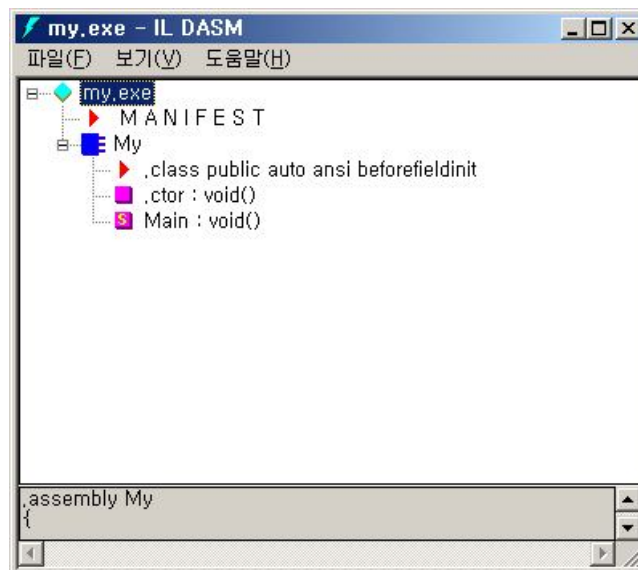 my.exe - IL DASM
파일(F) 보기(V) 도움말(H)
my.exe
M A N I F E S T
My
.class public auto ansi beforefieldinit
.ctor : void()
S Main : void()
.assembly My
{